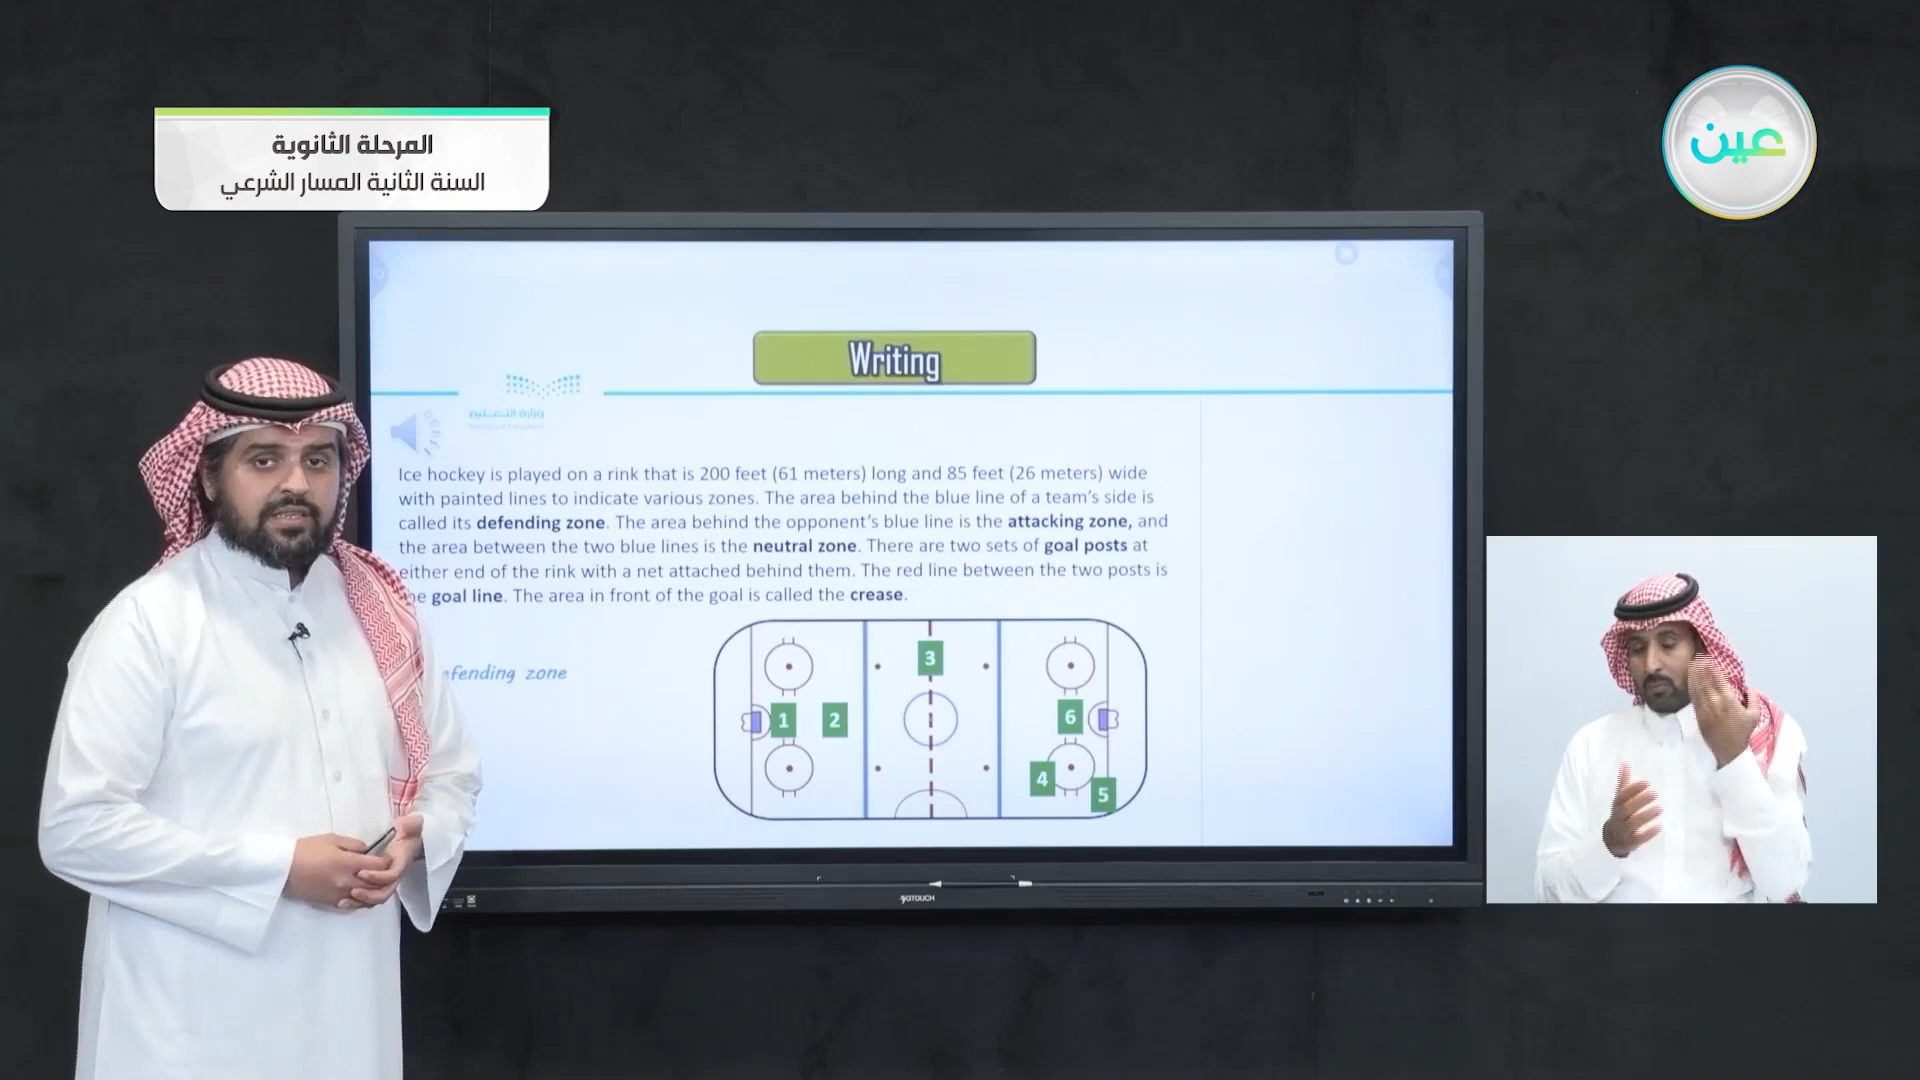 المرحلة الثانوية
السنة الثانية المسار الشرعي
عين
Writing
وزارة التعليم
Ice hockey is played on a rink that is 200 feet (61 meters) long and 85 feet (26 meters) wide
with painted lines to indicate various zones. The area behind the blue line of a team's side is
called its defending zone. The area behind the opponent's blue line is the attacking zone, and
the area between the two blue lines is the neutral zone. There are two sets of goal posts at
either end of the rink with a net attached behind them. The red line between the two posts is
he goal line. The area in front of the goal is called the crease.
efending zone
3
1 2
6
4
5